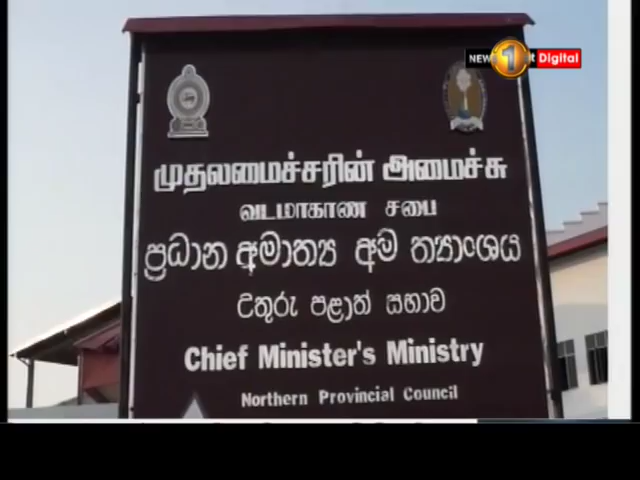 NEWS 1st Digital
முதலமைச்சரின் அமைச்சு
வடமாகாண சபை
ප්‍රධාන අමාත්‍ය අමාත්‍යාංශය
උතුරු පළාත් සභාව
Chief Minister's Ministry
Northern Provincial Council